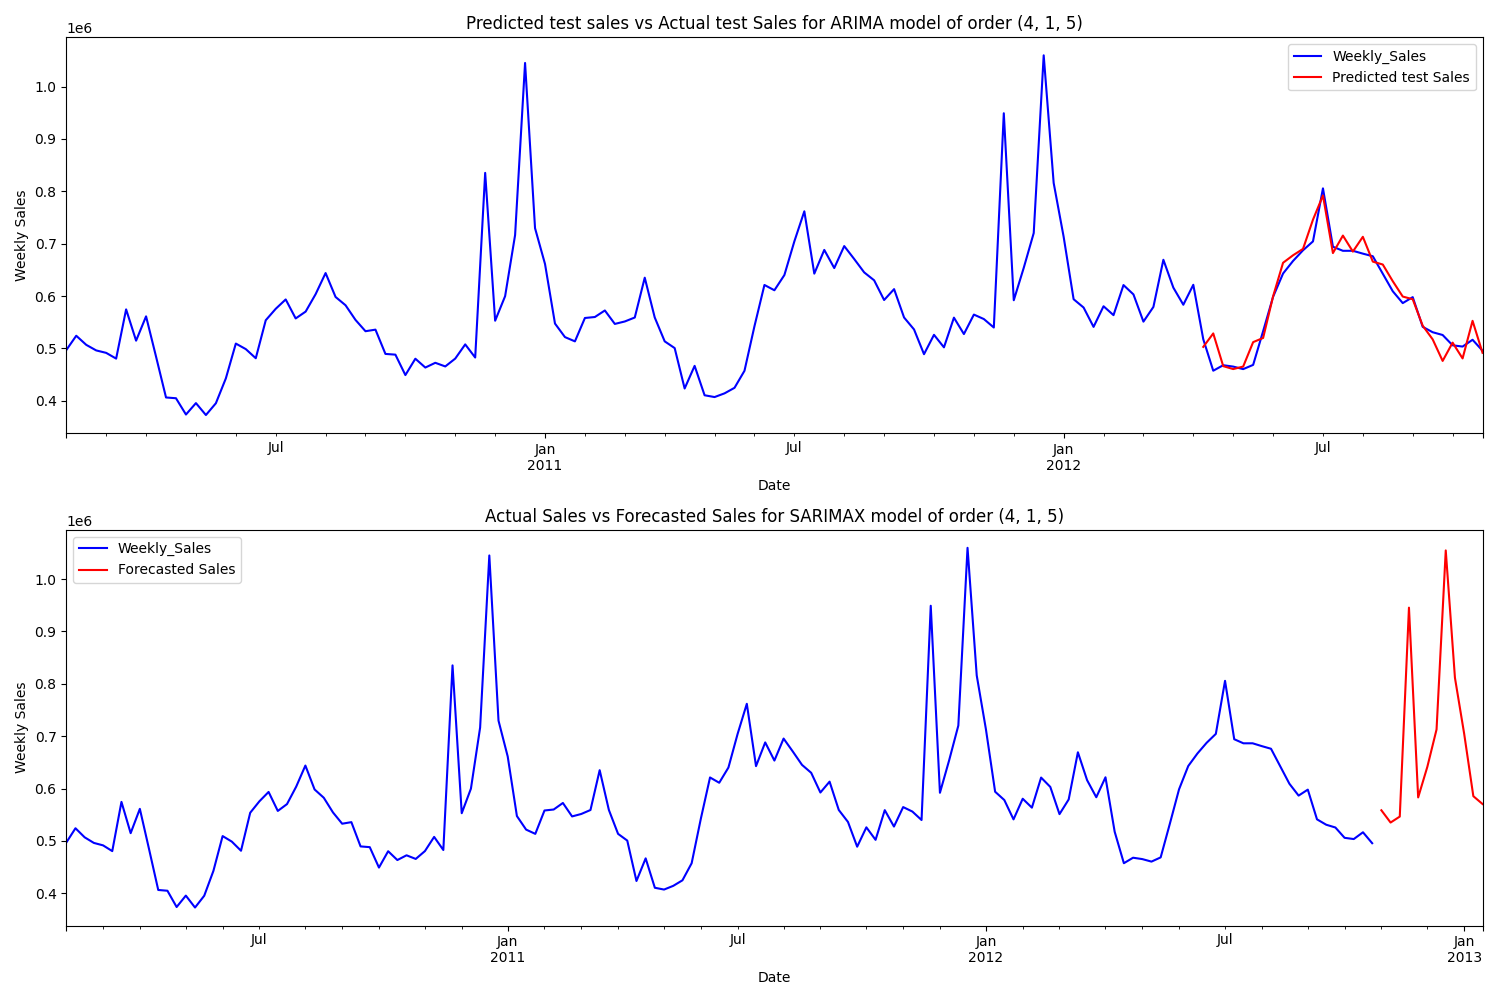 Predicted test sales vs Actual test Sales for ARIMA model of order (4, 1, 5)
1e6
Weekly_Sales
Predicted test Sales
1.0
0.9
0.8
0.7
0.6
0.5
0.4
Weekly Sales
Jul
Jan
2011
Jul
Jan
2012
Jul
Date
Actual Sales vs Forecasted Sales for SARIMAX model of order (4, 1, 5)
1e6
Weekly_Sales
Forecasted Sales
1.0
0.9
0.8
0.7
0.6
0.5
0.4
Weekly Sales
Jul
Jan
2011
Jul
Jan
2012
Jul
Jan
2013
Date